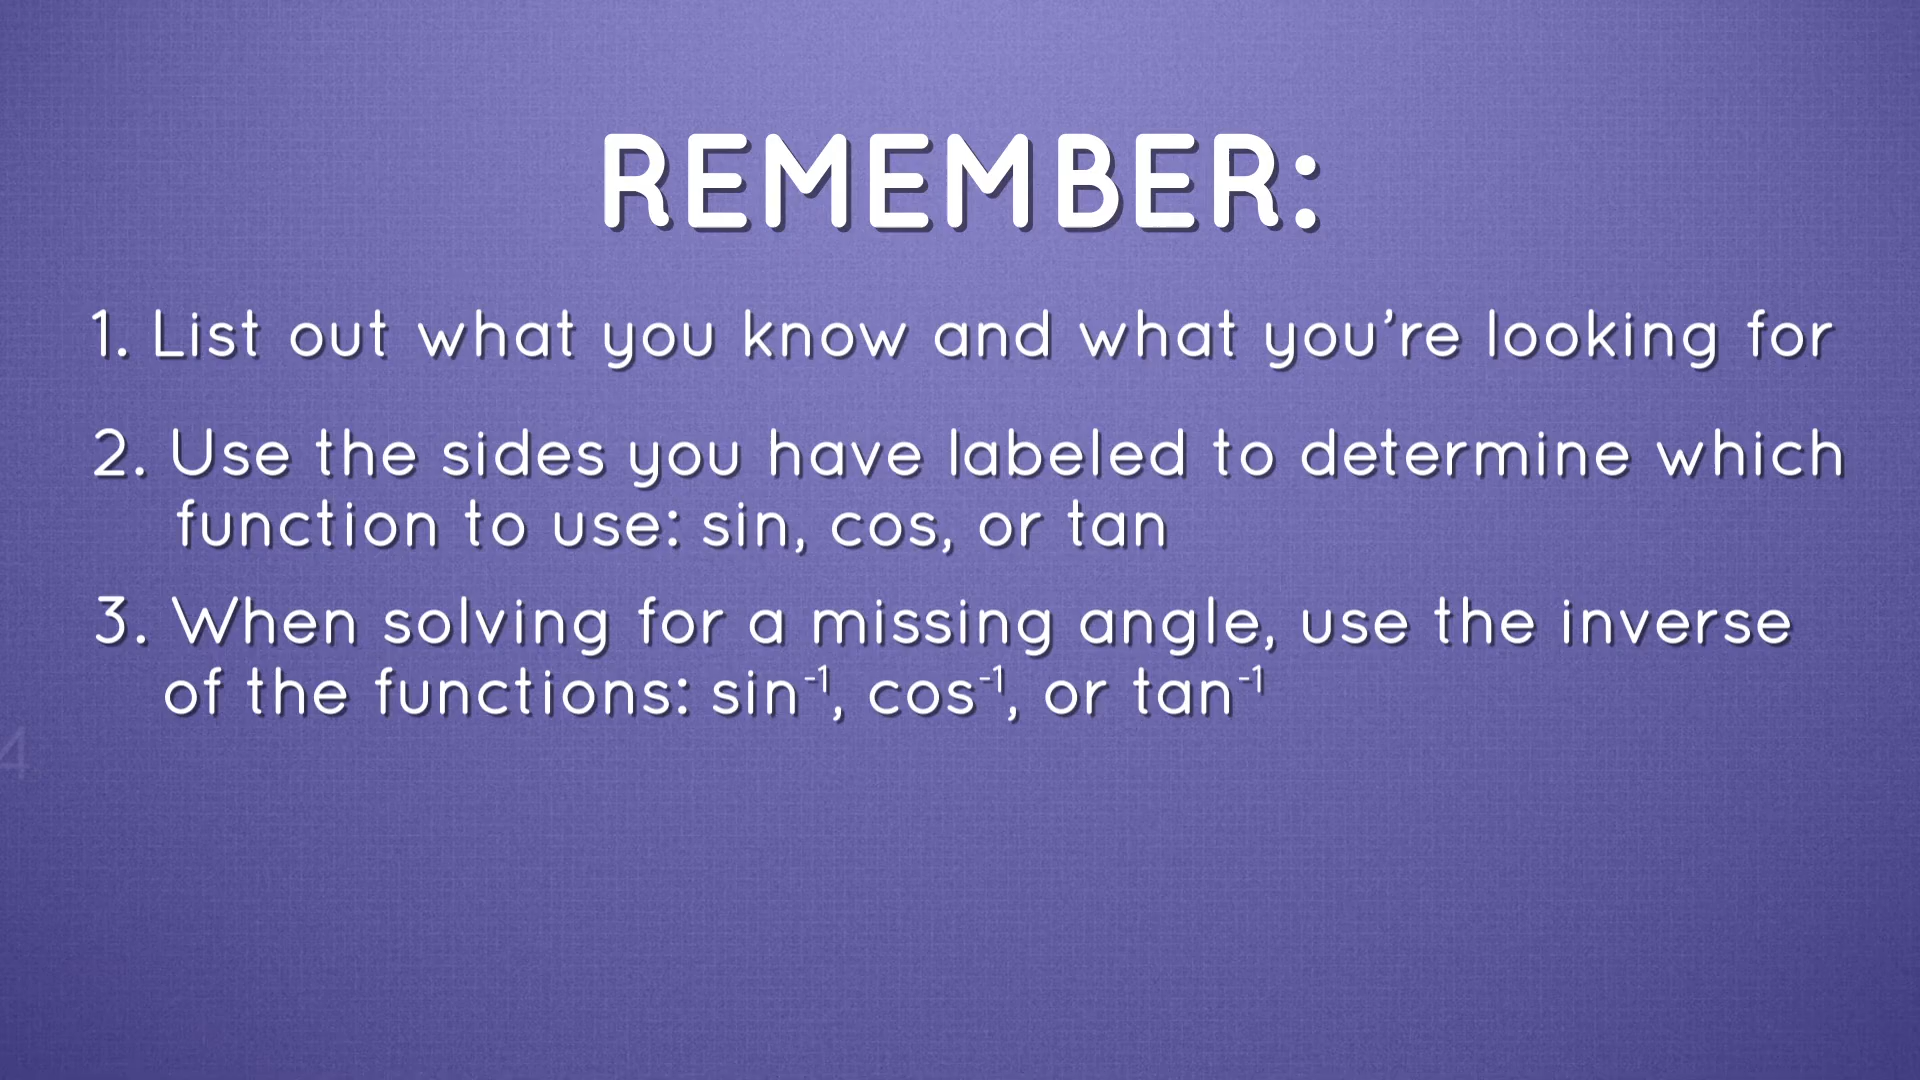 REMEMBER:
1. List out what you know and what you’re looking for
2. Use the sides you have labeled to determine which
function to use: sin, cos, or tan
3. When solving for a missing angle, use the inverse
of the functions: sin⁻¹, cos⁻¹, or tan⁻¹
4